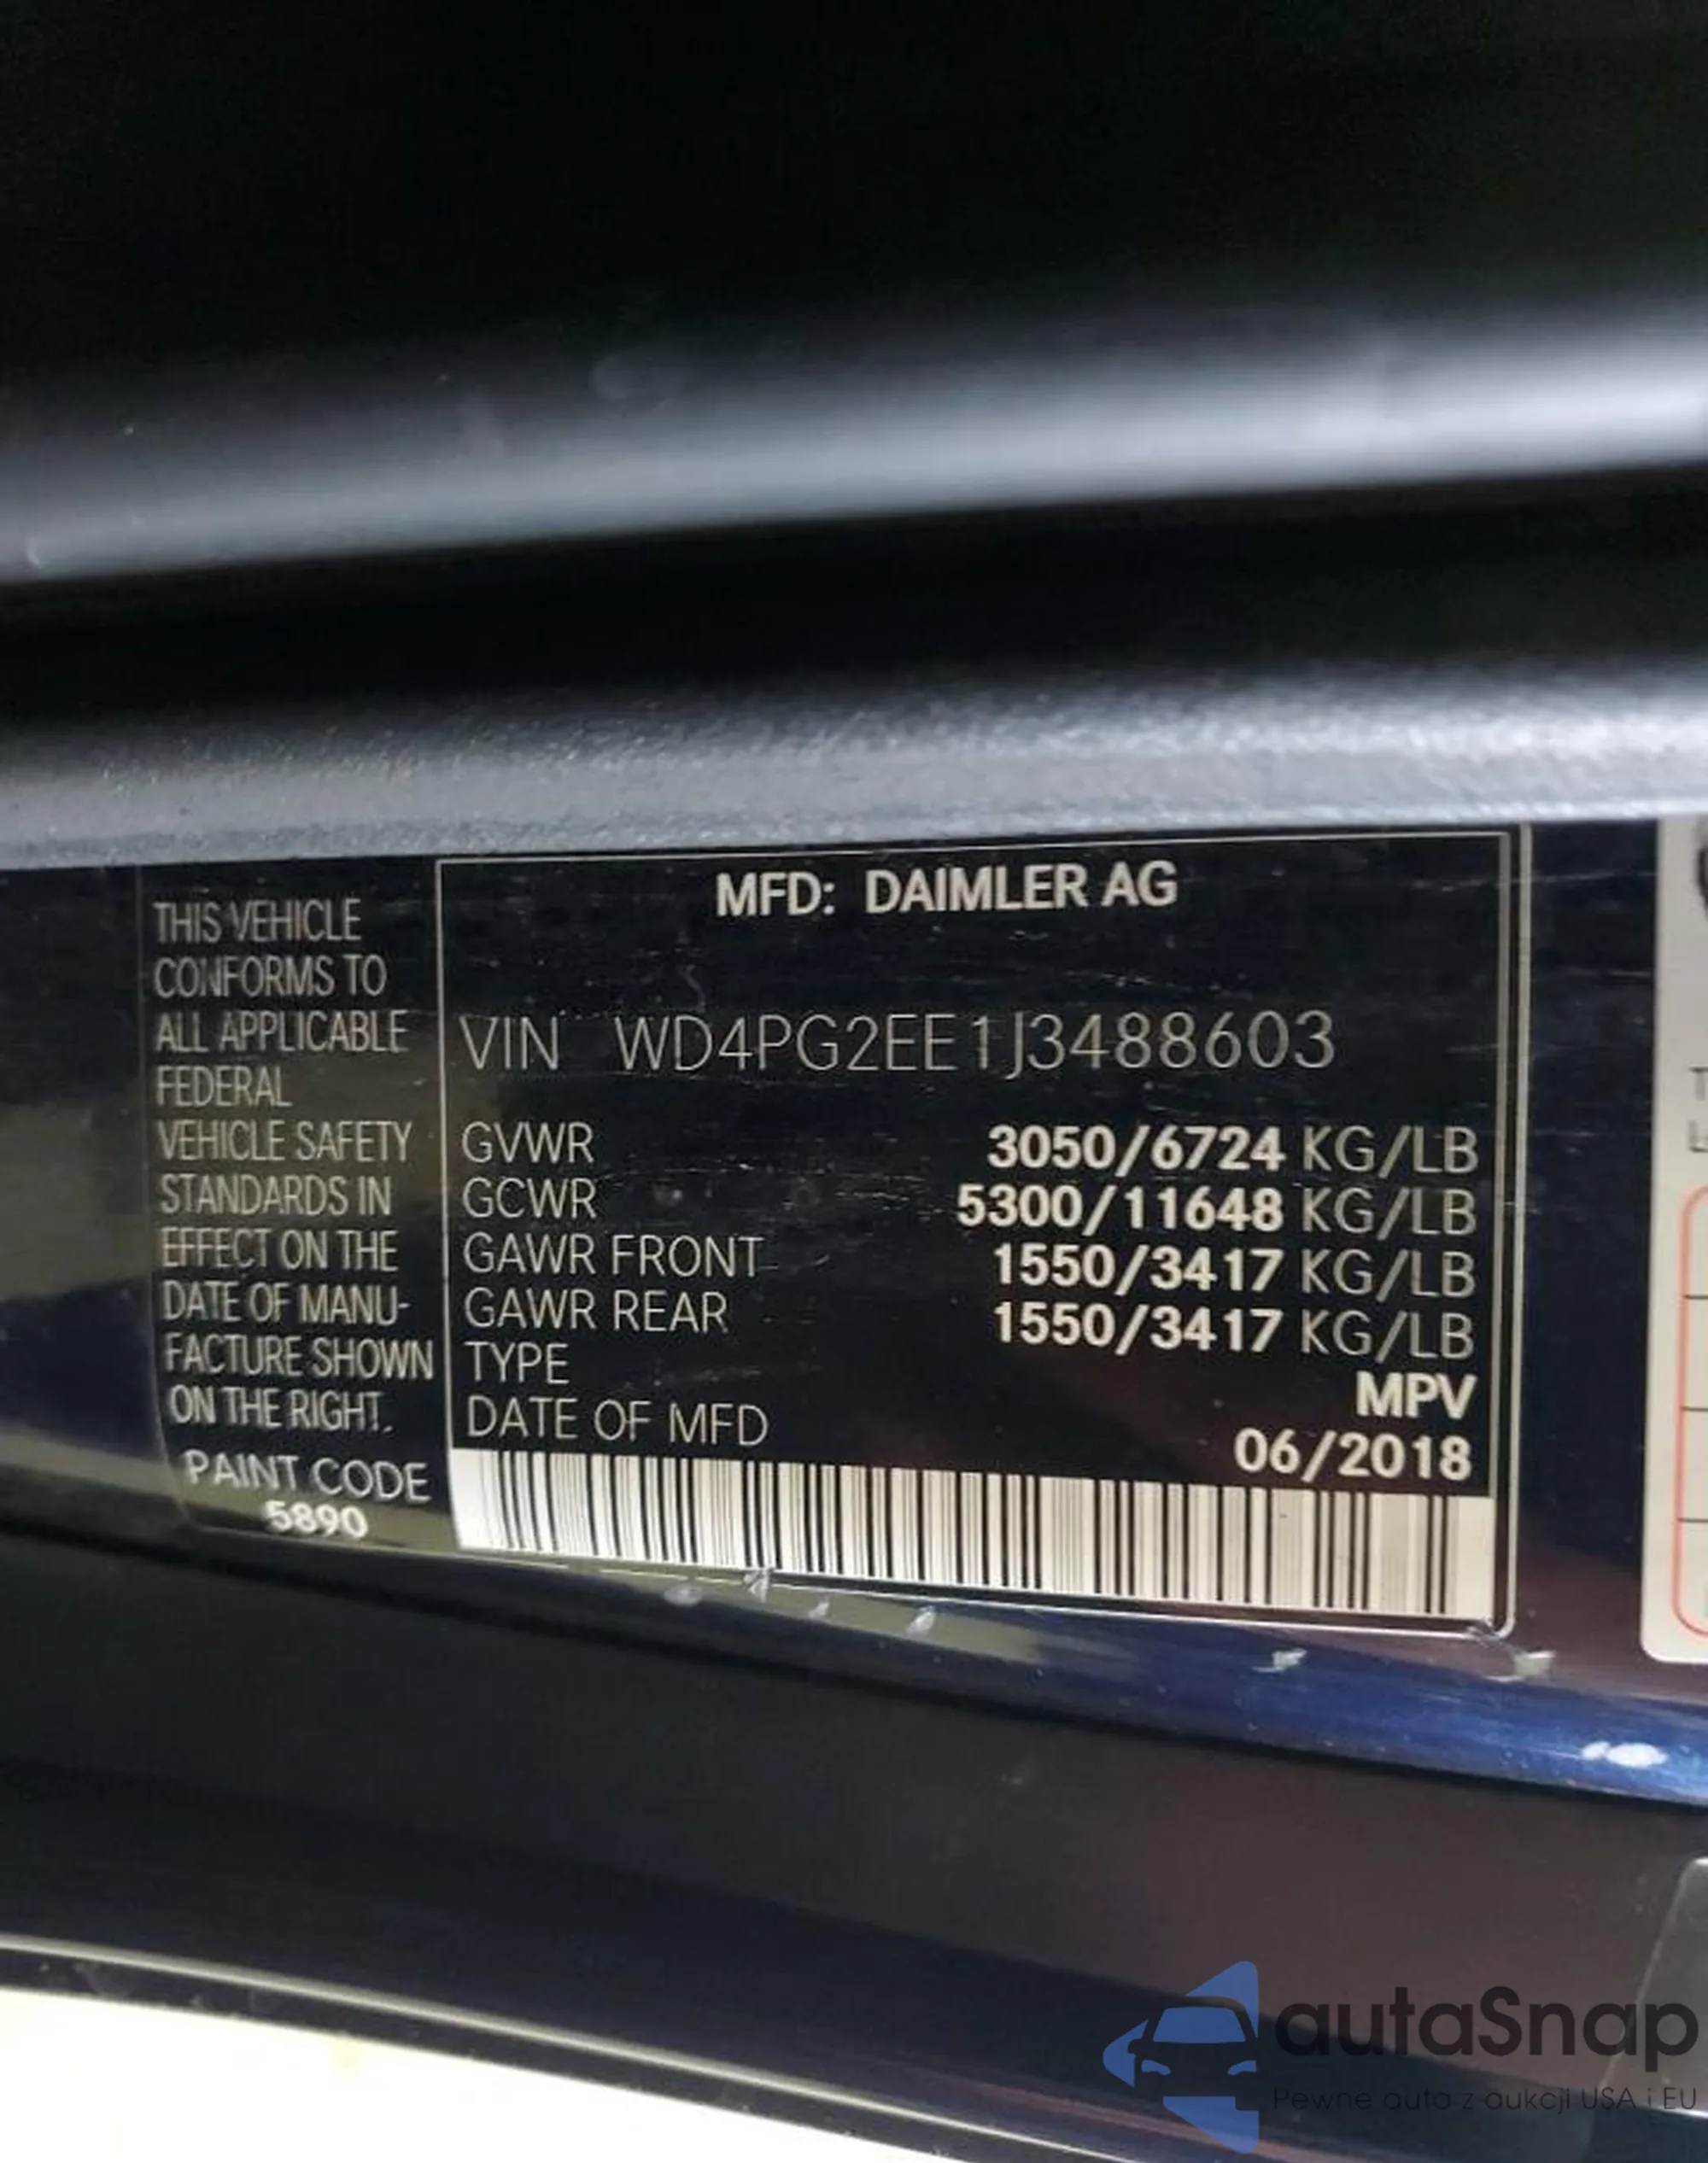 THIS VEHICLE
CONFORMS TO
ALL APPLICABLE
FEDERAL
VEHICLE SAFETY
STANDARDS IN
EFFECT ON THE
DATE OF MANU-
FACTURE SHOWN
ON THE RIGHT.
PAINT CODE
5890
MFD: DAIMLER AG
VIN WD4PG2EE1J3488603
GVWR 3050/6724 KG/LB
GCWR 5300/11648 KG/LB
GAWR FRONT 1550/3417 KG/LB
GAWR REAR 1550/3417 KG/LB
TYPE MPV
DATE OF MFD 06/2018
autaSnap
Pewne auta z aukcji USA i EU